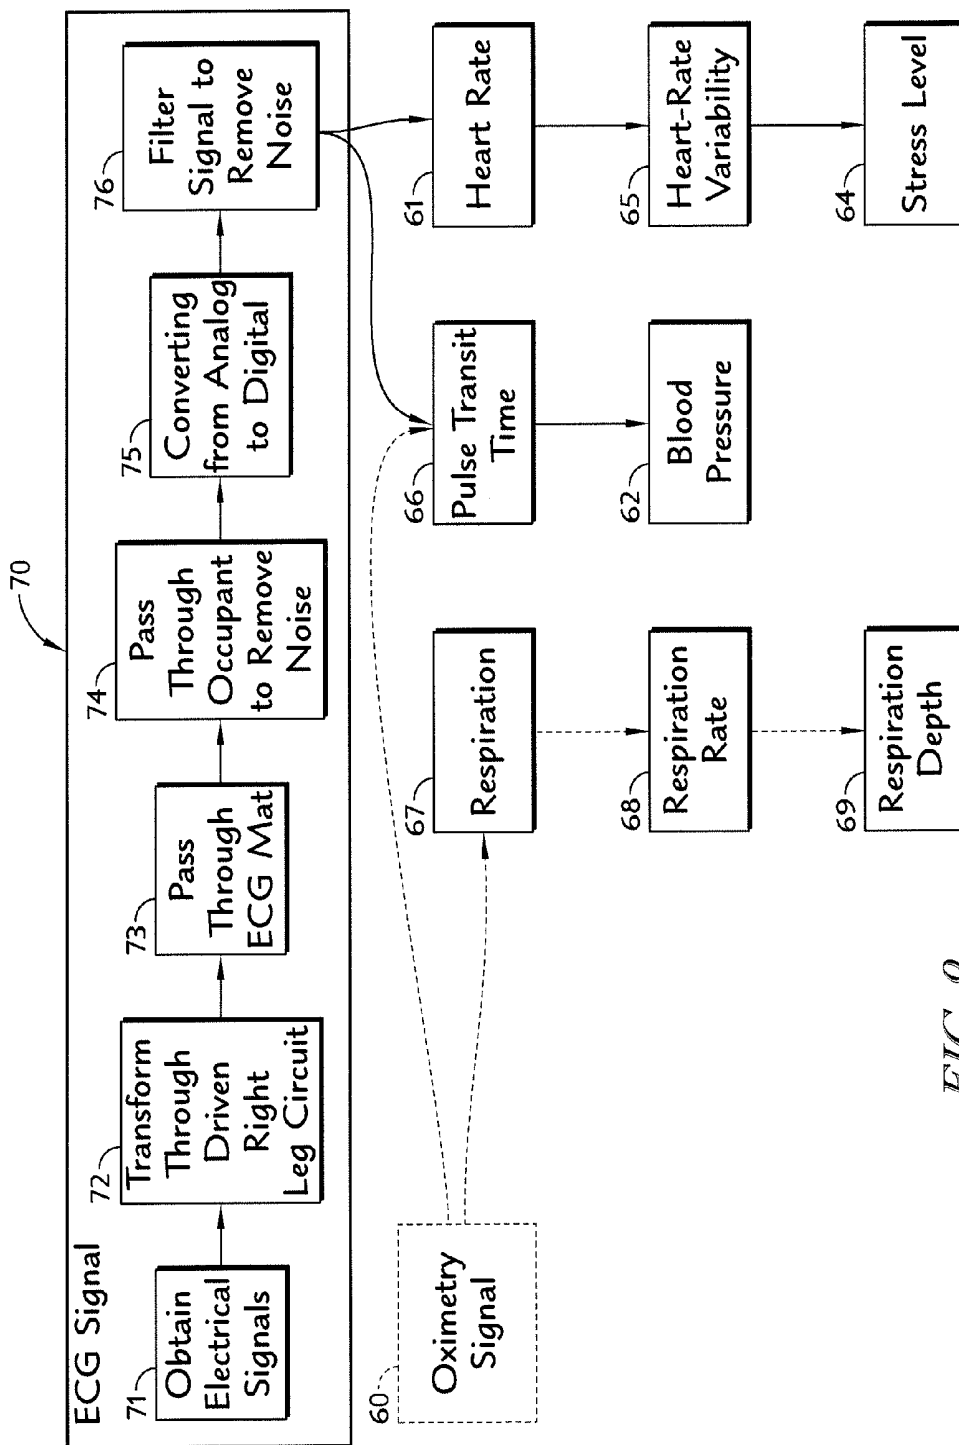 70
ECG Signal
71
Obtain
Electrical
Signals
72
Transform
Through
Driven
Right
Leg Circuit
73
Pass
Through
ECG Mat
74
Pass
Through
Occupant
to Remove
Noise
75
Converting
from Analog
to Digital
76
Filter
Signal to
Remove
Noise
60
Oximetry
Signal
67
Respiration
66
Pulse Transit
Time
61
Heart Rate
68
Respiration
Rate
62
Blood
Pressure
65
Heart-Rate
Variability
69
Respiration
Depth
64
Stress Level
FIG. 9